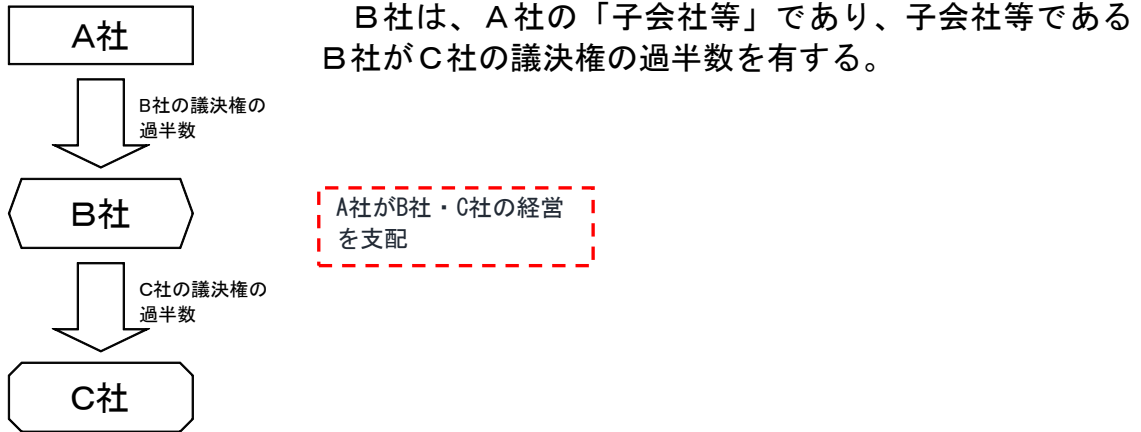 A社
B社の議決権の
過半数
B社
C社の議決権の
過半数
C社
　B社は、A社の「子会社等」であり、子会社等である
B社がC社の議決権の過半数を有する。
A社がB社・C社の経営
を支配